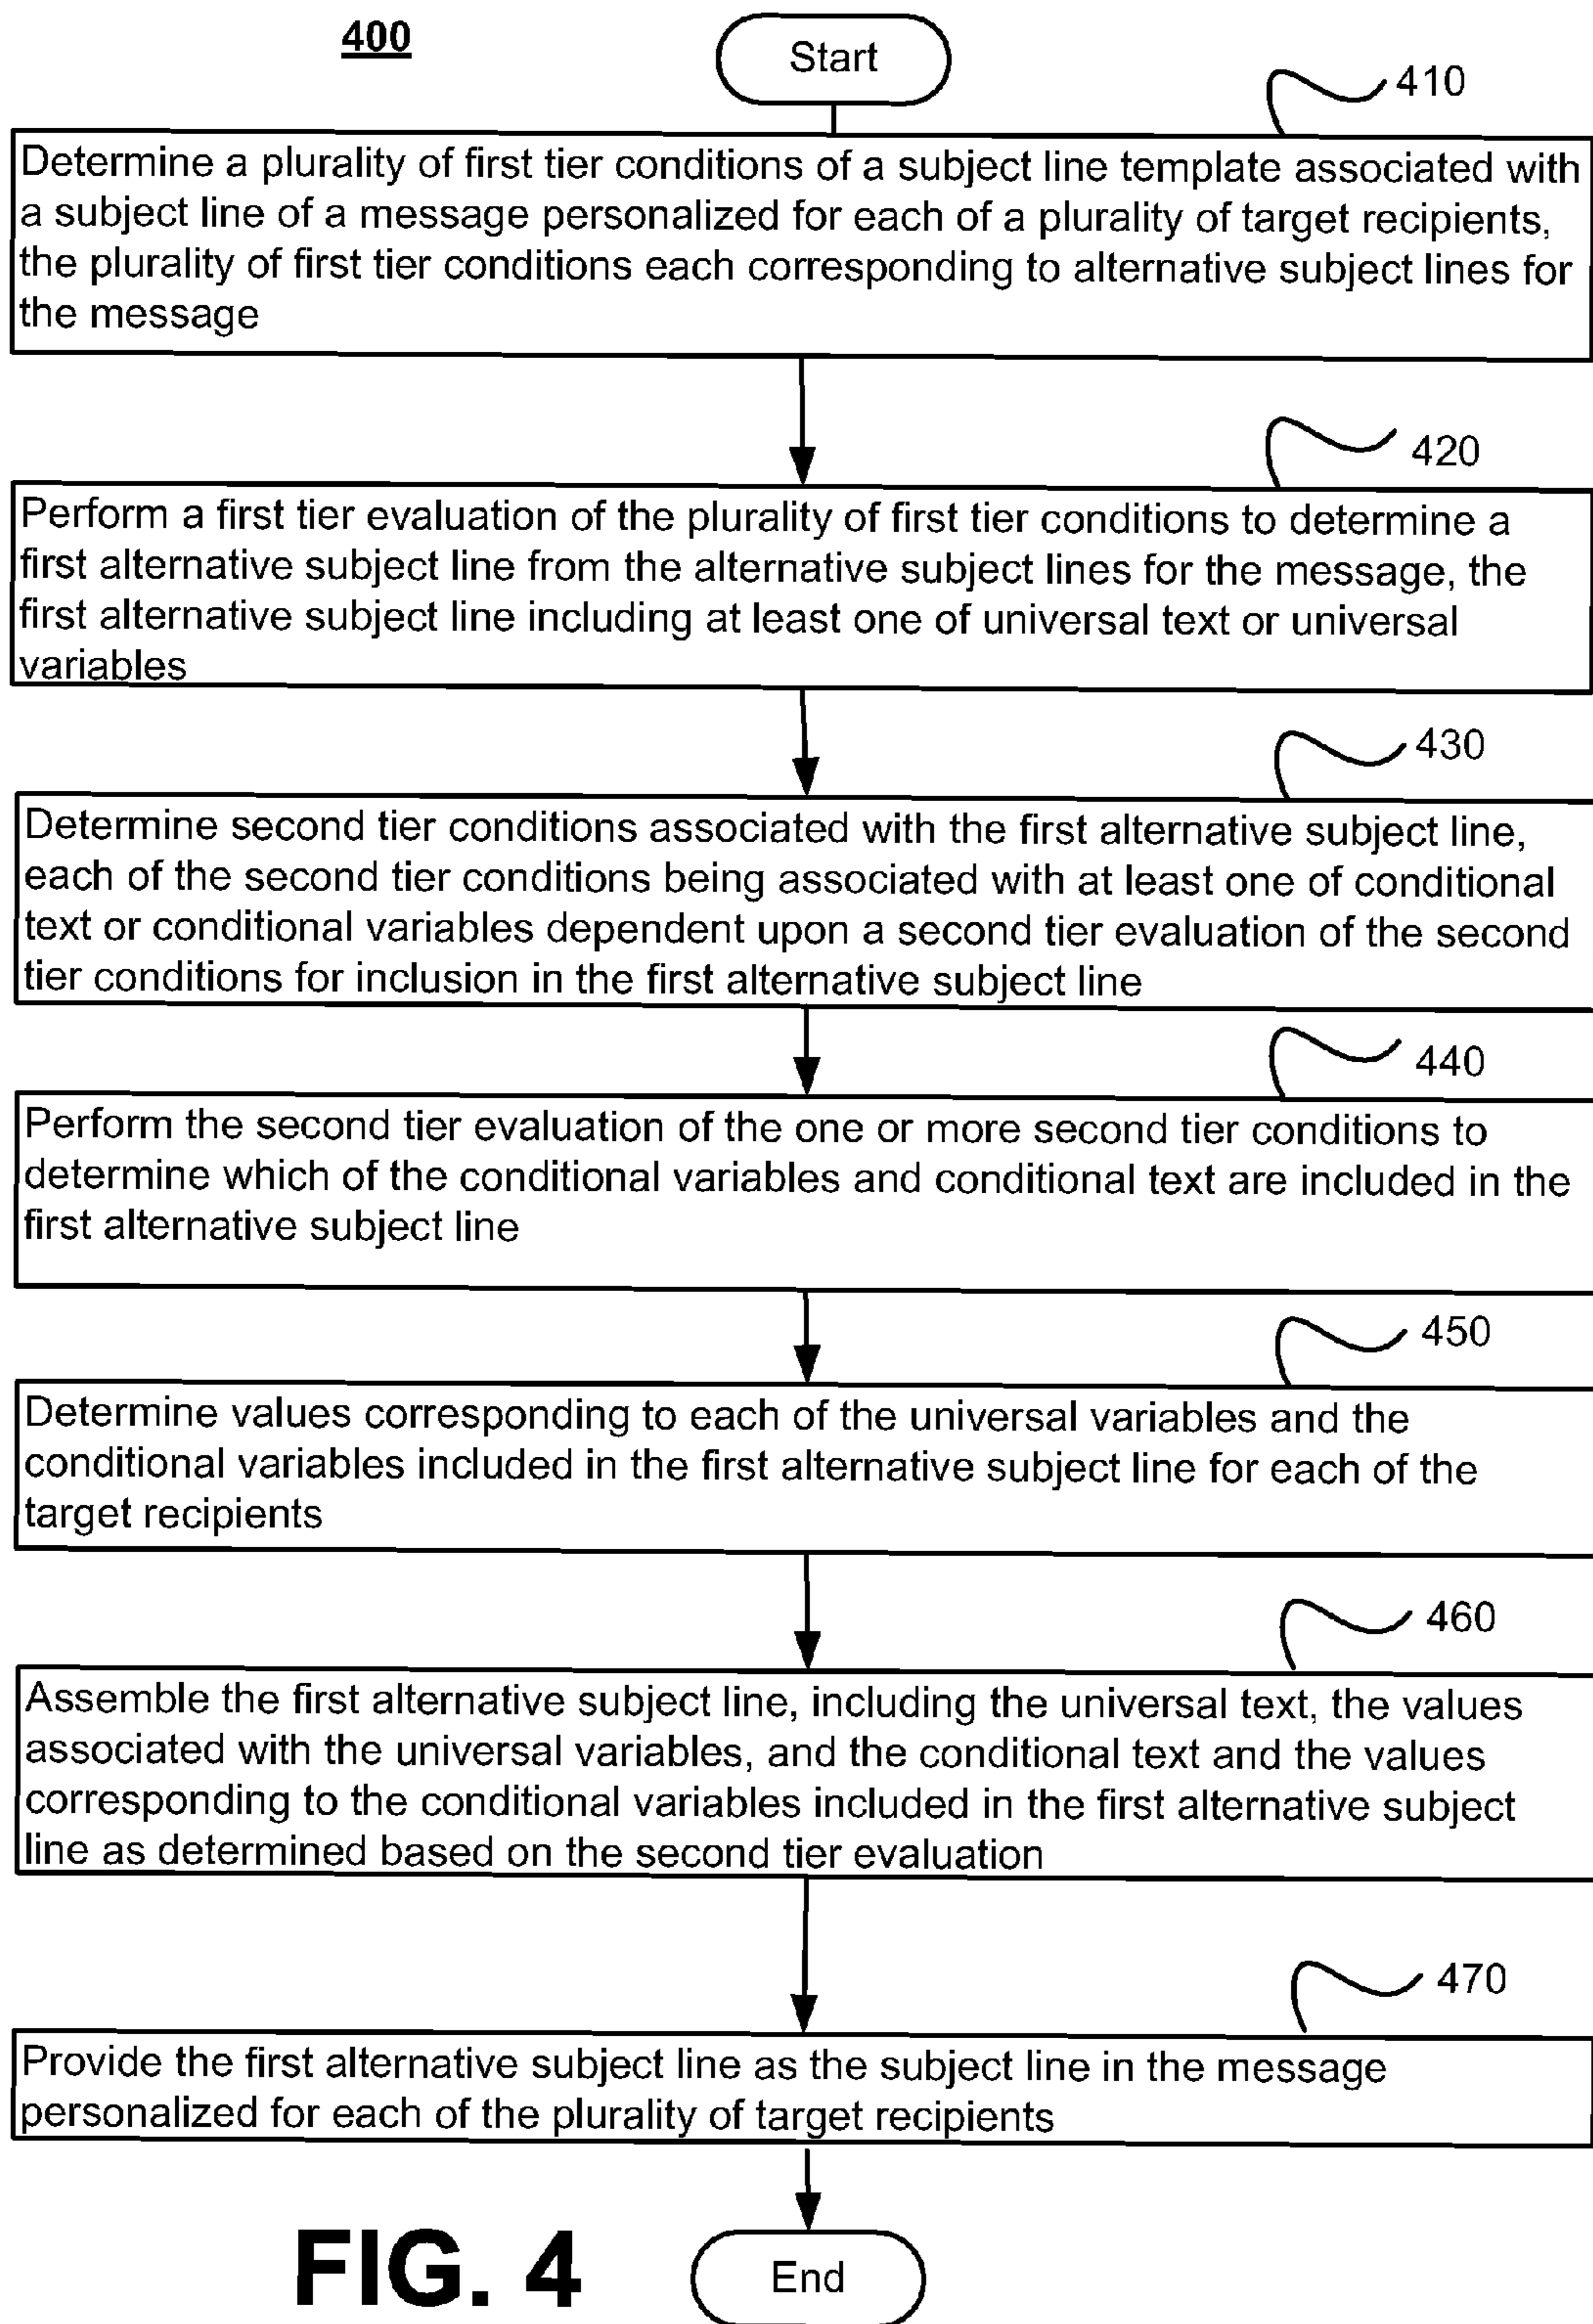 400
Start
410
Determine a plurality of first tier conditions of a subject line template associated with
a subject line of a message personalized for each of a plurality of target recipients,
the plurality of first tier conditions each corresponding to alternative subject lines for
the message
420
Perform a first tier evaluation of the plurality of first tier conditions to determine a
first alternative subject line from the alternative subject lines for the message, the
first alternative subject line including at least one of universal text or universal
variables
430
Determine second tier conditions associated with the first alternative subject line,
each of the second tier conditions being associated with at least one of conditional
text or conditional variables dependent upon a second tier evaluation of the second
tier conditions for inclusion in the first alternative subject line
440
Perform the second tier evaluation of the one or more second tier conditions to
determine which of the conditional variables and conditional text are included in the
first alternative subject line
450
Determine values corresponding to each of the universal variables and the
conditional variables included in the first alternative subject line for each of the
target recipients
460
Assemble the first alternative subject line, including the universal text, the values
associated with the universal variables, and the conditional text and the values
corresponding to the conditional variables included in the first alternative subject
line as determined based on the second tier evaluation
470
Provide the first alternative subject line as the subject line in the message
personalized for each of the plurality of target recipients
FIG. 4
End